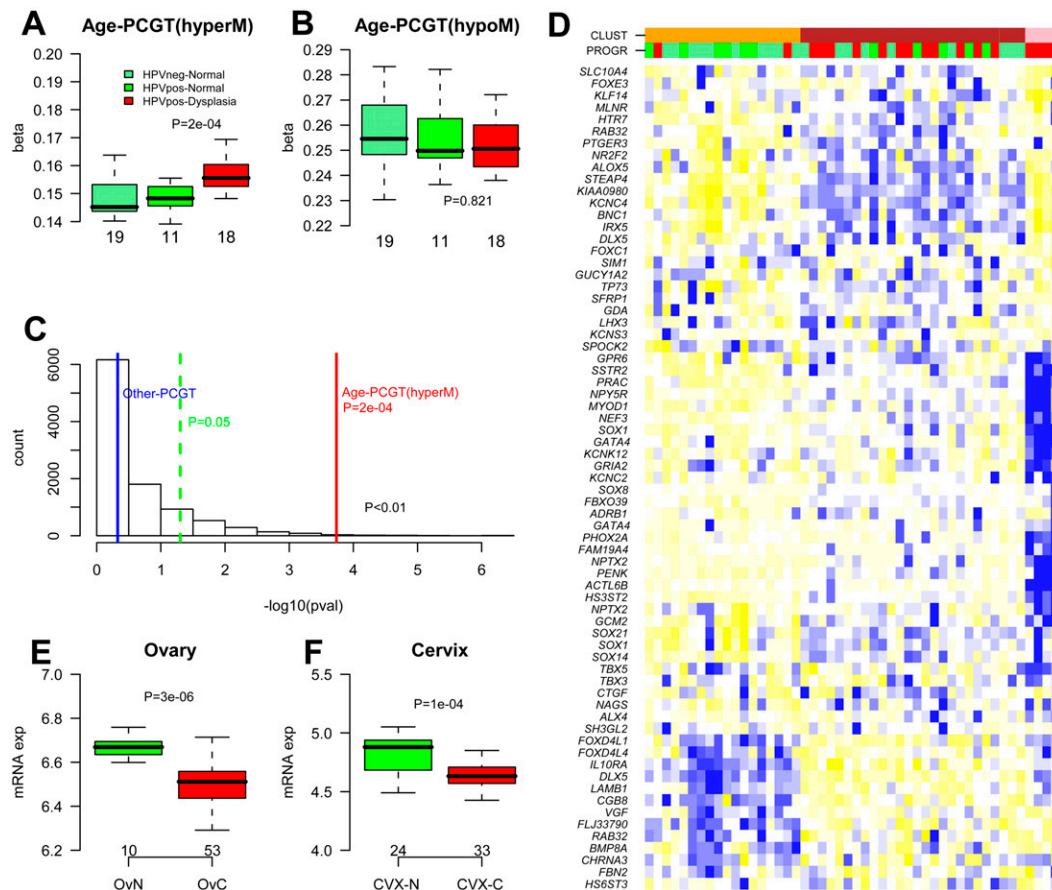 A
Age-PCGT(hyperM)
beta
0.20
0.19
0.18
0.17
0.16
0.15
0.14
HPVneg-Normal
HPVpos-Normal
HPVpos-Dysplasia
P=2e-04
19 11 18
B
Age-PCGT(hypoM)
beta
0.29
0.28
0.27
0.26
0.25
0.24
0.23
0.22
P=0.821
19 11 18
C
count
6000
4000
2000
0
Other-PCGT
P=0.05
Age-PCGT(hyperM)
P=2e-04
P<0.01
0 1 2 3 4 5 6
-log10(pval)
D
CLUST
PROGR
SLC10A4
FOXE3
KLF14
MLNR
HTR7
RAB32
PTGER3
NR2F2
ALOX5
STEAP4
KIAA0980
KCNC4
BNC1
IRX5
DLX5
FOXC1
SIM1
GUCY1A2
TP73
SFRP1
GDA
LHX3
KCNS3
SPOCK2
GPR6
SSTR2
PRAC
NPY5R
MYOD1
NEF3
SOX1
GATA4
KCNK12
GRIA2
KCNC2
SOX8
FBXO39
ADRB1
GATA4
PHOX2A
FAM19A4
NPTX2
PENK
ACTL6B
HS3ST2
NPTX2
GCM2
SOX21
SOX1
SOX14
TBX5
TBX3
CTGF
NAGS
ALX4
SH3GL2
FOXD4L1
FOXD4L4
IL10RA
DLX5
LAMB1
CGB8
VGF
FLJ33790
RAB32
BMP8A
CHRNA3
FBN2
HS6ST3
E
Ovary
mRNA exp
7.0
6.8
6.6
6.4
6.2
P=3e-06
10 53
OvN OvC
F
Cervix
mRNA exp
5.5
5.0
4.5
4.0
P=1e-04
24 33
CVX-N CVX-C